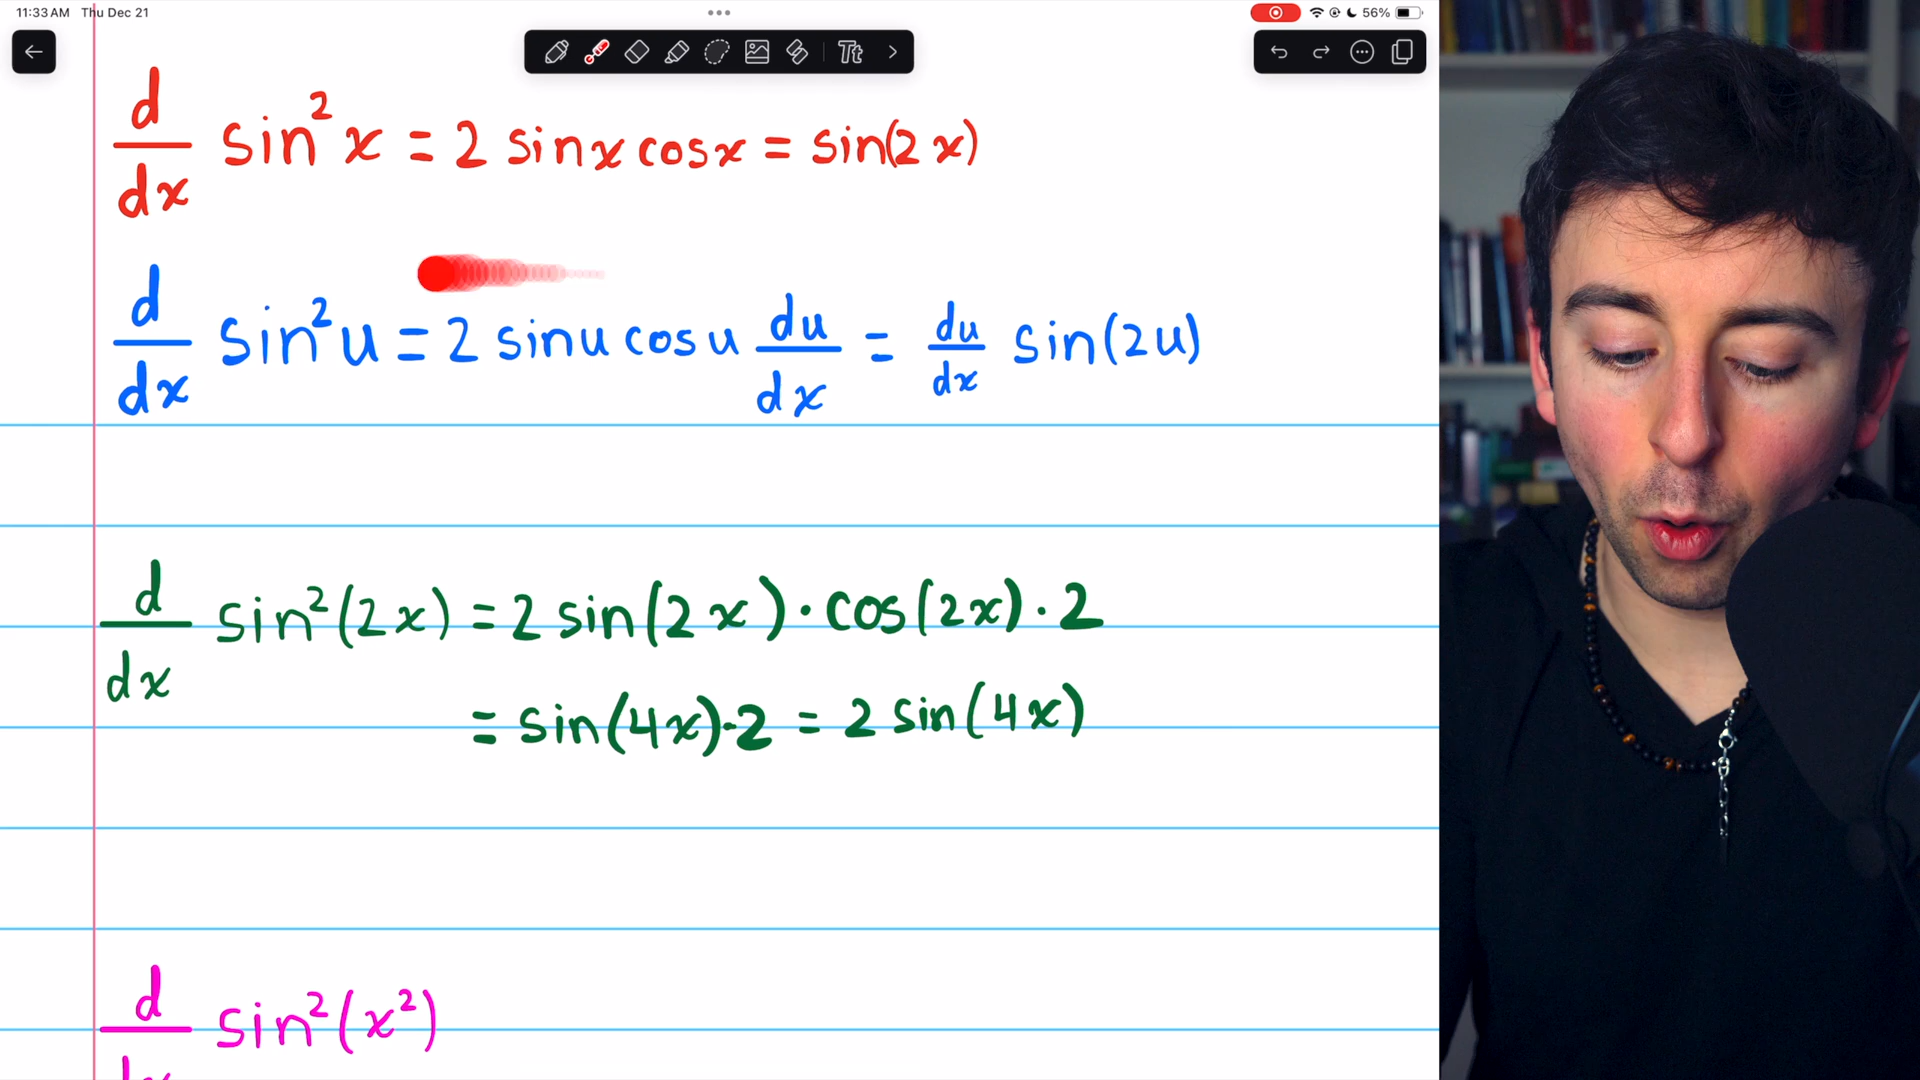 11:33 AM Thu Dec 21
56%
Tt
d/dx sin²x = 2 sinx cosx = sin(2x)
d/dx sin²u = 2 sinu cosu du/dx = du/dx sin(2u)
d/dx sin²(2x) = 2 sin(2x)·cos(2x)·2
= sin(4x)·2 = 2 sin(4x)
d/dx sin²(x²)